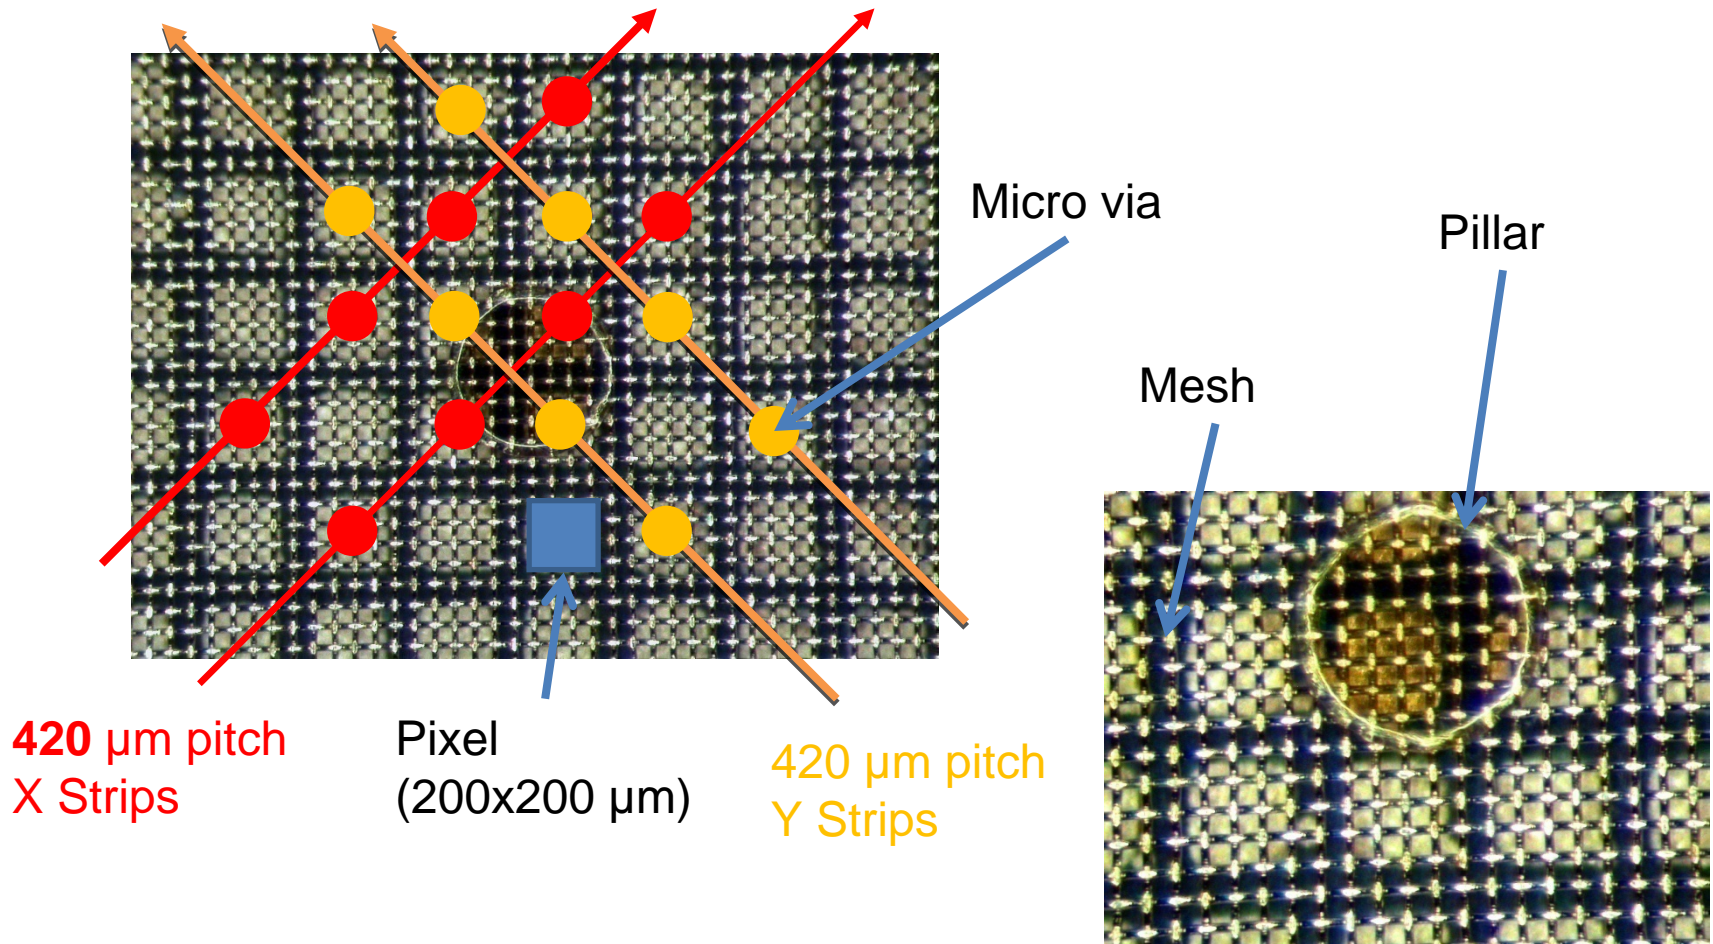 Micro via
Pillar
Mesh
420 µm pitch
X Strips
Pixel
(200x200 µm)
420 µm pitch
Y Strips